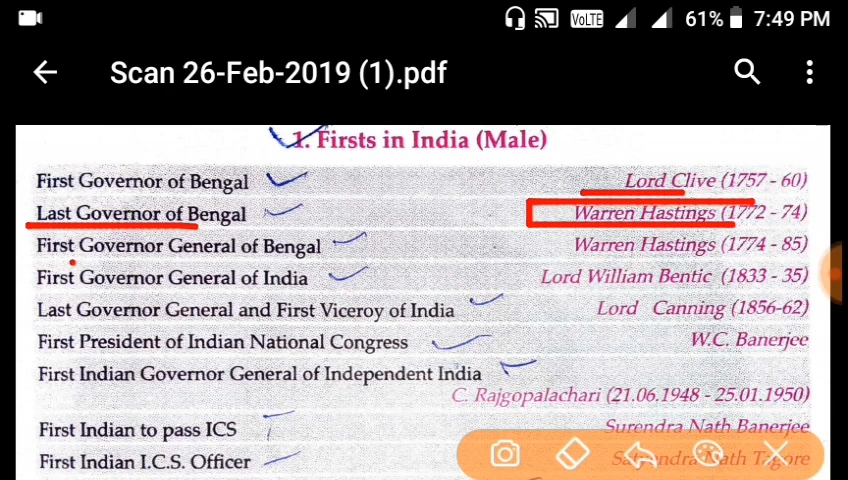 VoLTE 61% 7:49 PM
Scan 26-Feb-2019 (1).pdf
1. Firsts in India (Male)
First Governor of Bengal Lord Clive (1757 - 60)
Last Governor of Bengal Warren Hastings (1772 - 74)
First Governor General of Bengal Warren Hastings (1774 - 85)
First Governor General of India Lord William Bentic (1833 - 35)
Last Governor General and First Viceroy of India Lord Canning (1856-62)
First President of Indian National Congress W.C. Banerjee
First Indian Governor General of Independent India
C. Rajgopalachari (21.06.1948 - 25.01.1950)
First Indian to pass ICS Surendra Nath Banerjee
First Indian I.C.S. Officer Satyendra Nath Tagore